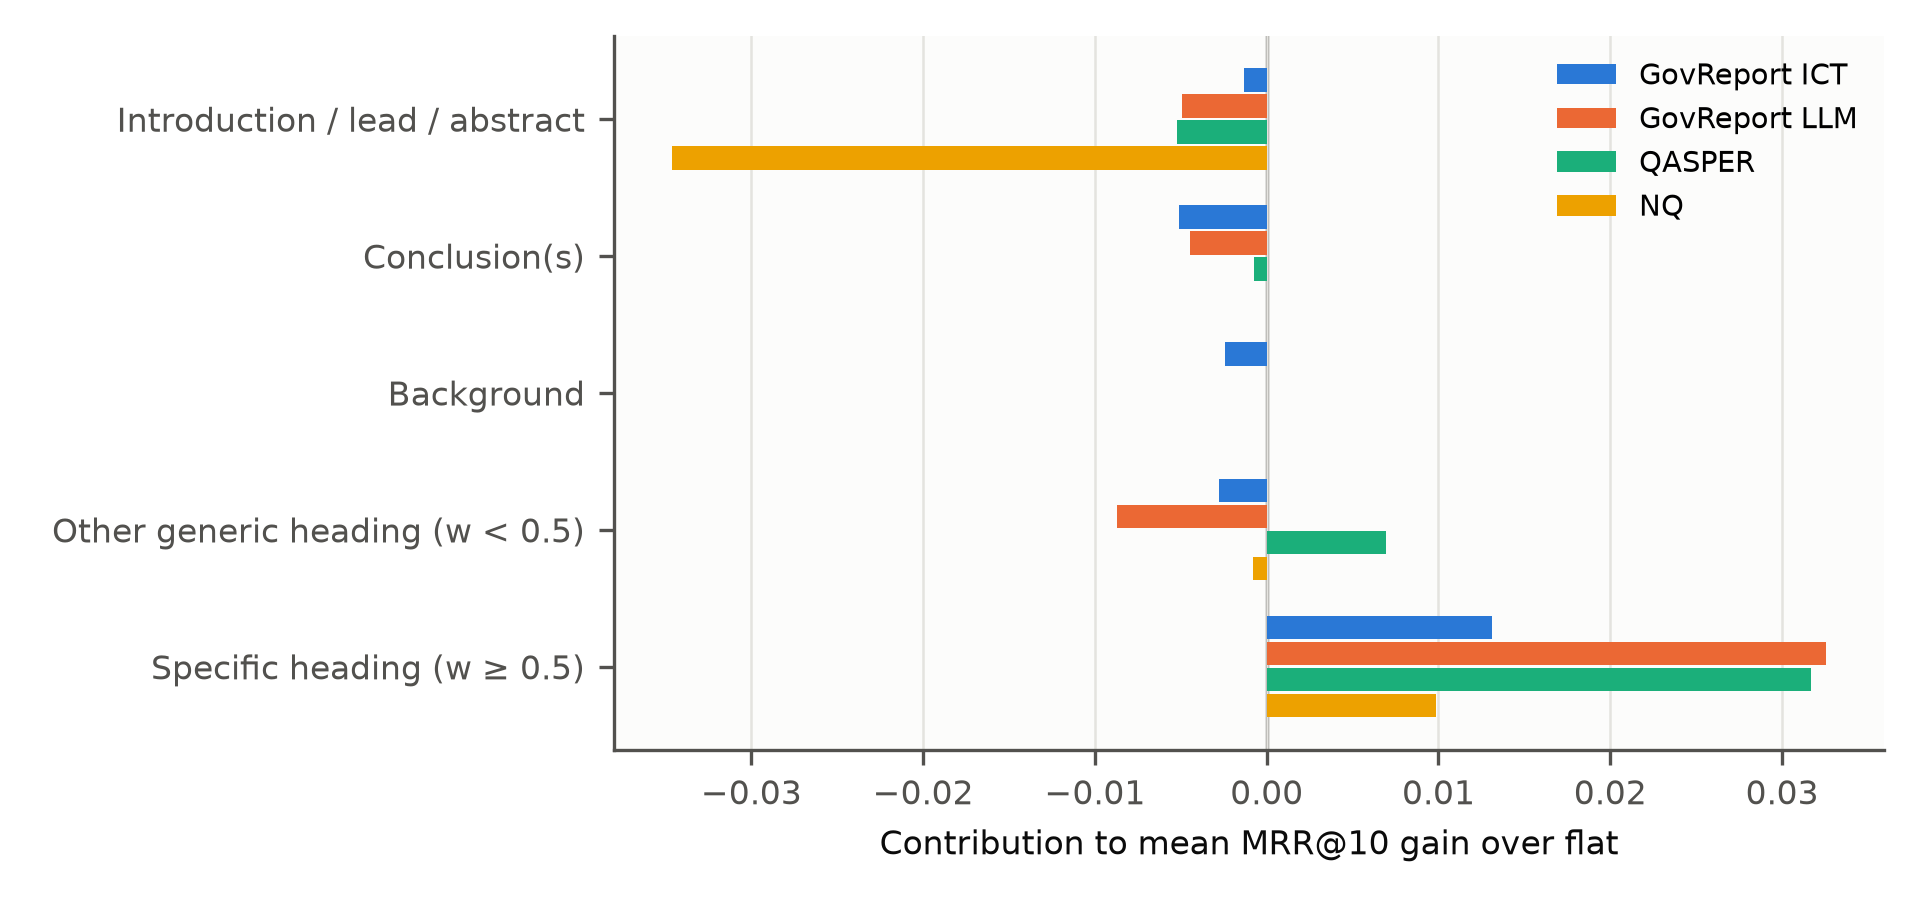 GovReport ICT
GovReport LLM
QASPER
NQ
Introduction / lead / abstract
Conclusion(s)
Background
Other generic heading (w < 0.5)
Specific heading (w ≥ 0.5)
−0.03 −0.02 −0.01 0.00 0.01 0.02 0.03
Contribution to mean MRR@10 gain over flat